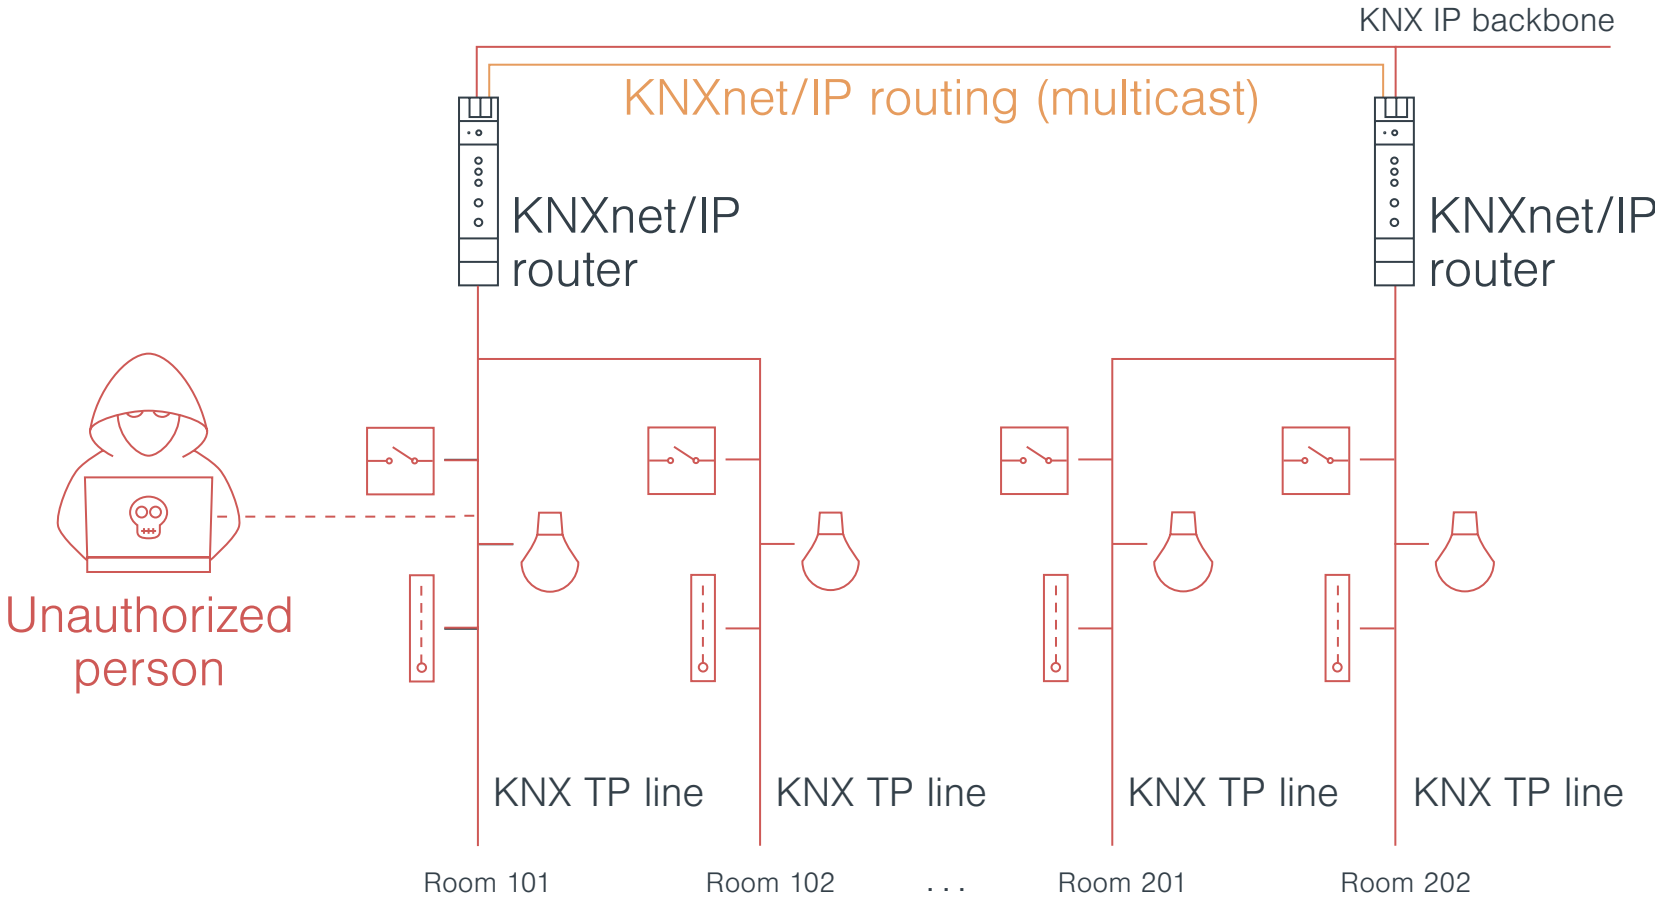 KNX IP backbone
KNXnet/IP routing (multicast)
KNXnet/IP
router
KNXnet/IP
router
Unauthorized
person
KNX TP line
KNX TP line
KNX TP line
KNX TP line
Room 101
Room 102
...
Room 201
Room 202